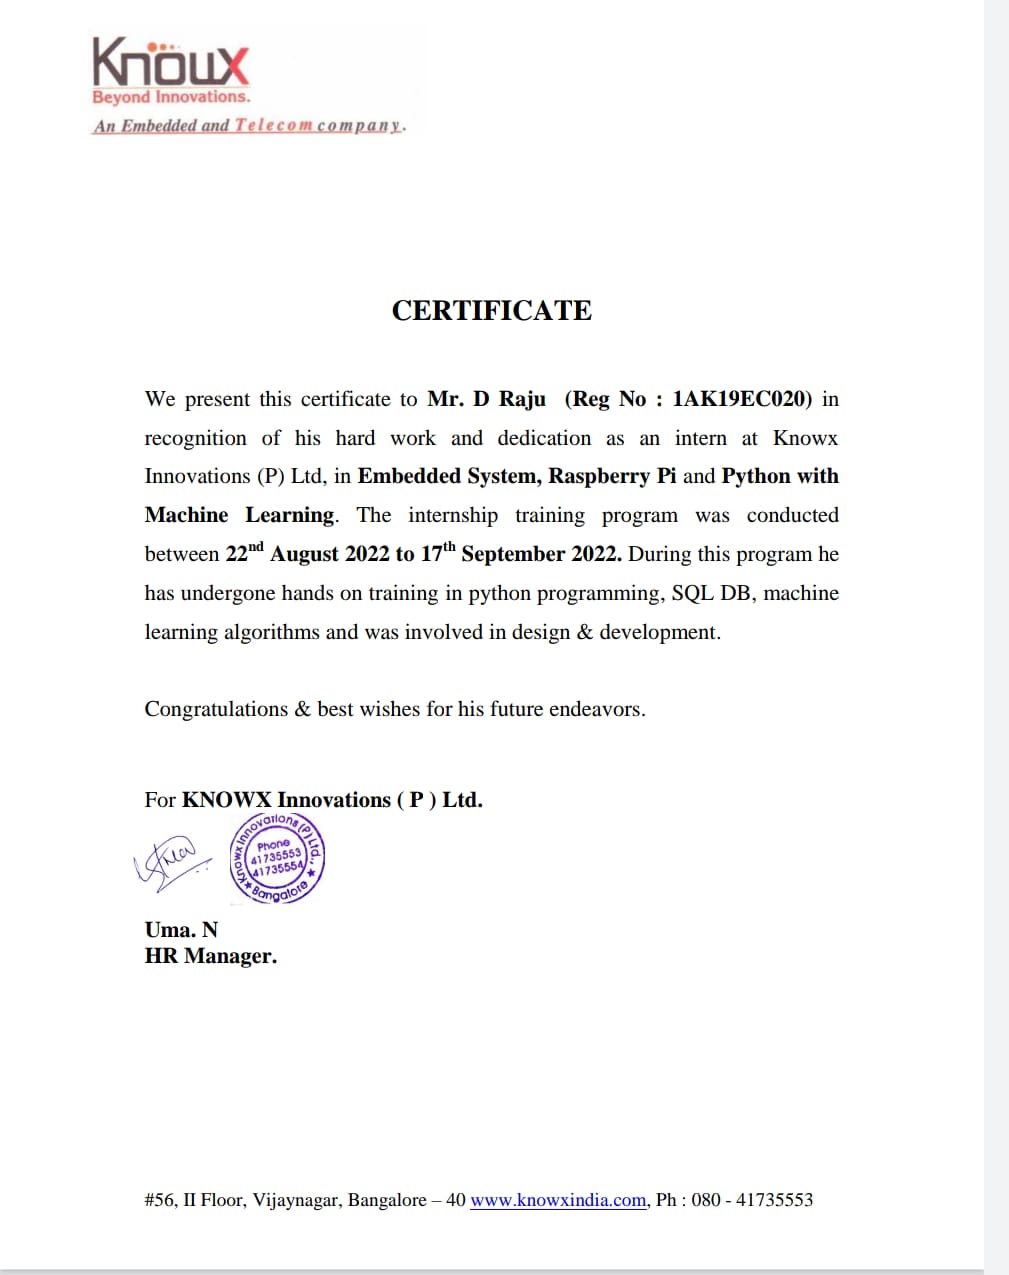 Knowx
Beyond Innovations.
An Embedded and Telecom company.
CERTIFICATE
We present this certificate to Mr. D Raju (Reg No : 1AK19EC020) in
recognition of his hard work and dedication as an intern at Knowx
Innovations (P) Ltd, in Embedded System, Raspberry Pi and Python with
Machine Learning. The internship training program was conducted
between 22nd August 2022 to 17th September 2022. During this program he
has undergone hands on training in python programming, SQL DB, machine
learning algorithms and was involved in design & development.
Congratulations & best wishes for his future endeavors.
For KNOWX Innovations ( P ) Ltd.
Knowx Innovations (P) Ltd.,
Phone
41735553
41735554
★ Bangalore ★
Uma. N
HR Manager.
#56, II Floor, Vijaynagar, Bangalore – 40 www.knowxindia.com, Ph : 080 - 41735553